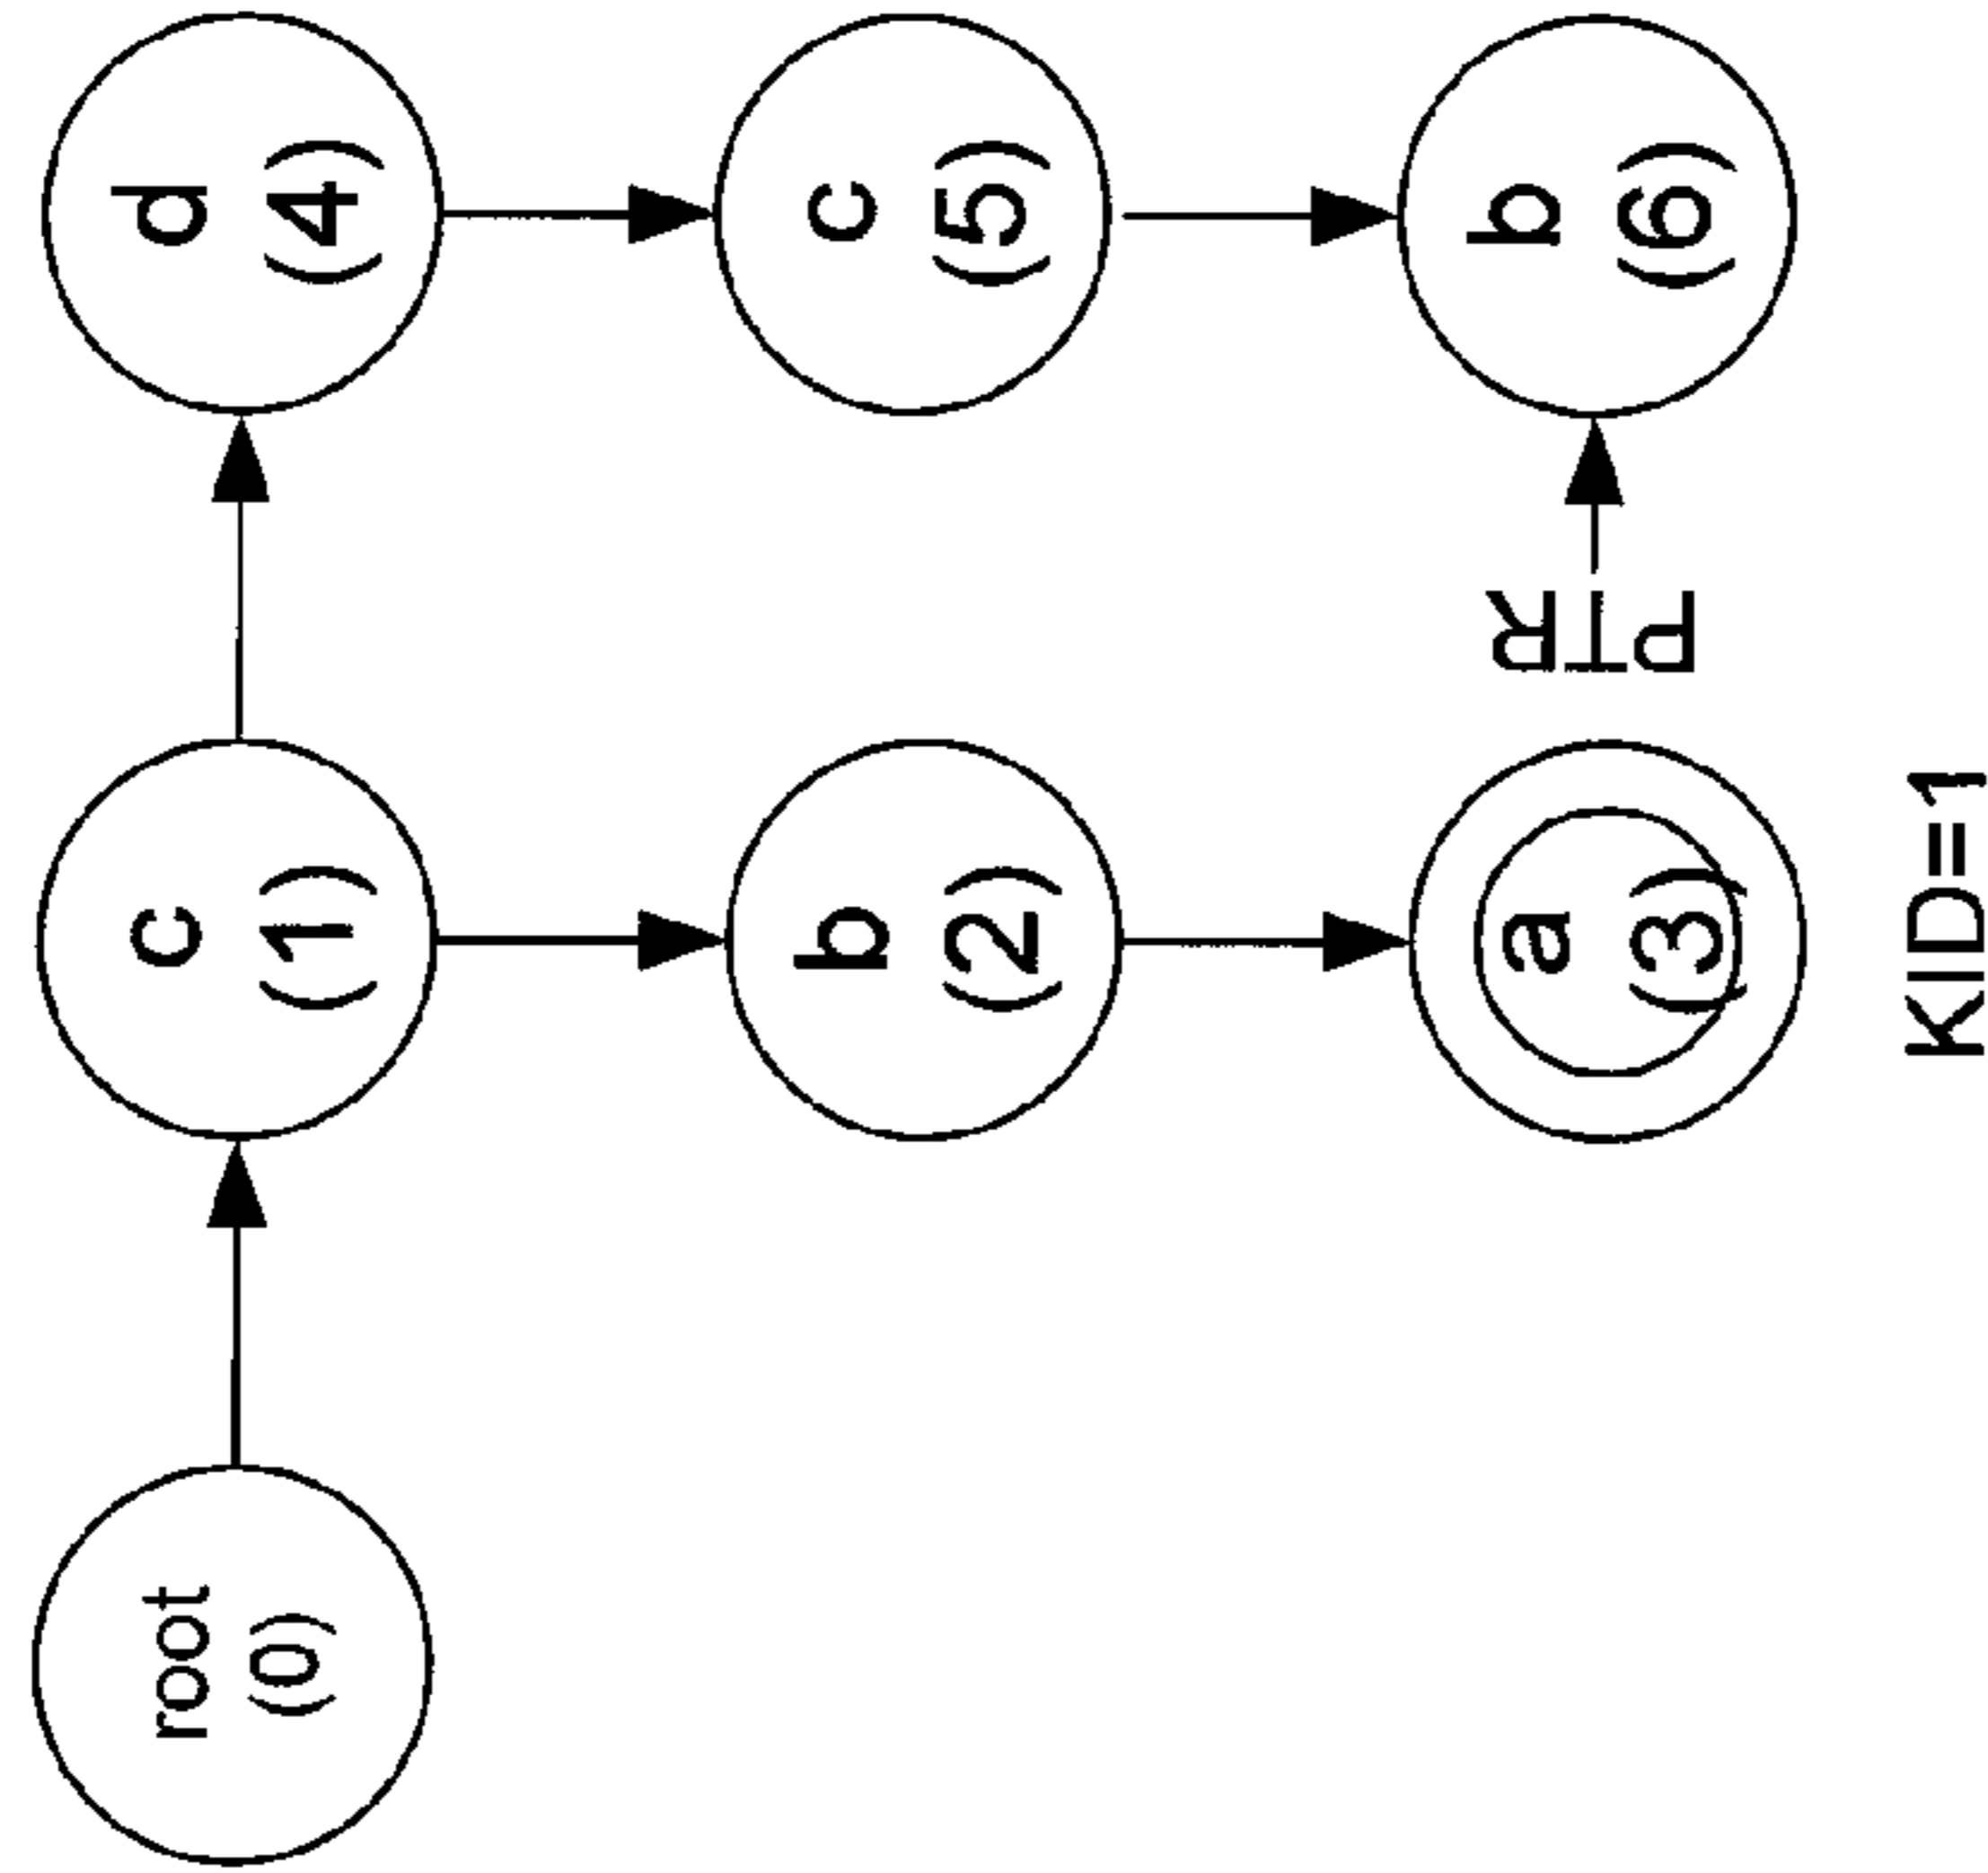 root
(0)
c
(1)
d
(4)
b
(2)
c
(5)
a
(3)
PTR
b
(6)
KID=1